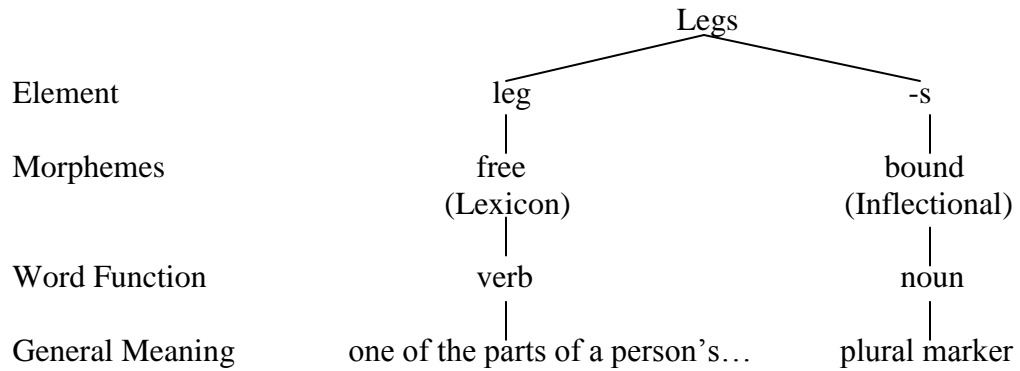 Legs
Element leg -s
Morphemes free bound
(Lexicon) (Inflectional)
Word Function verb noun
General Meaning one of the parts of a person’s… plural marker